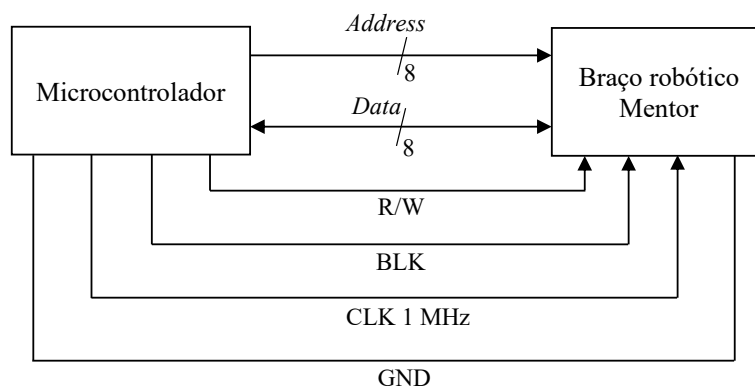 Address
8
Microcontrolador
Braço robótico
Mentor
Data
8
R/W
BLK
CLK 1 MHz
GND